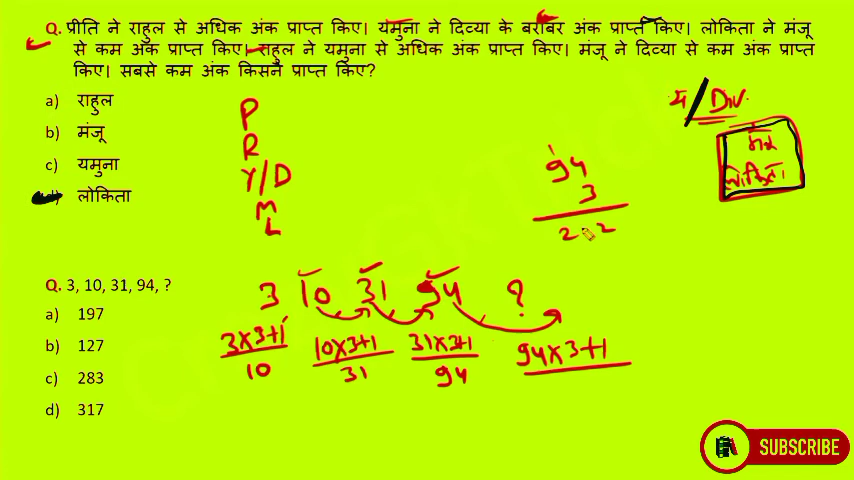 Q. प्रीति ने राहुल से अधिक अंक प्राप्त किए। यमुना ने दिव्या के बराबर अंक प्राप्त किए। लोकिता ने मंजू
से कम अंक प्राप्त किए। राहुल ने यमुना से अधिक अंक प्राप्त किए। मंजू ने दिव्या से कम अंक प्राप्त
किए। सबसे कम अंक किसने प्राप्त किए?
a) राहुल
b) मंजू
c) यमुना
लोकिता
P
R
Y/D
M
L
य / Div.
लोकिता
94
3
Q. 3, 10, 31, 94, ?
a) 197
b) 127
c) 283
d) 317
3 10 31 94 ?
3x3+1 10x3+1 31x3+1 94x3+1
10 31 94
SUBSCRIBE